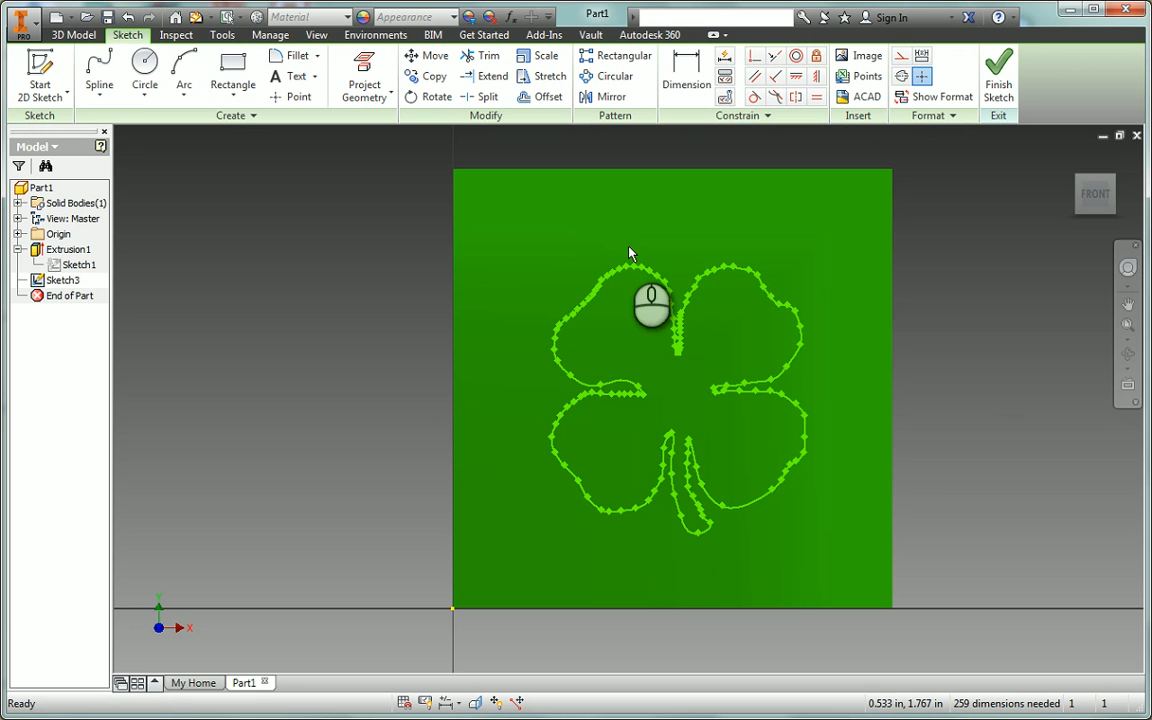 PRO
Material
Appearance
Part1
Sign In
3D Model
Sketch
Inspect
Tools
Manage
View
Environments
BIM
Get Started
Add-Ins
Vault
Autodesk 360
Start
2D Sketch
Spline
Circle
Arc
Rectangle
Fillet
Text
Point
Project
Geometry
Move
Copy
Rotate
Trim
Extend
Split
Scale
Stretch
Offset
Rectangular
Circular
Mirror
Dimension
Image
Points
ACAD
Show Format
Finish
Sketch
Sketch
Create
Modify
Pattern
Constrain
Insert
Format
Exit
Model
Part1
Solid Bodies(1)
View: Master
Origin
Extrusion1
Sketch1
Sketch3
End of Part
FRONT
Y
X
My Home
Part1
Ready
0.533 in, 1.767 in
259 dimensions needed
1
1